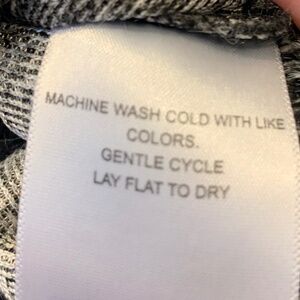 MACHINE WASH COLD WITH LIKE
COLORS.
GENTLE CYCLE
LAY FLAT TO DRY